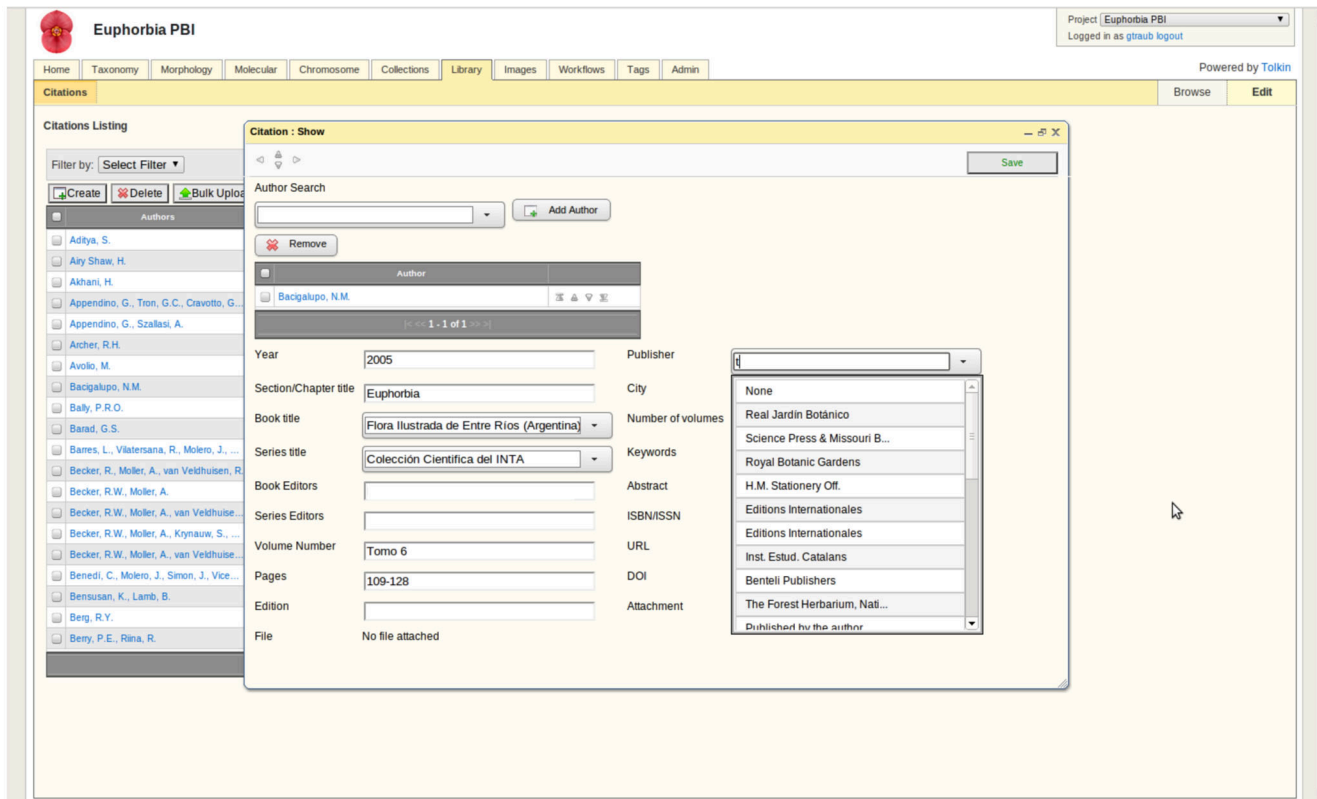 Euphorbia PBI
Project Euphorbia PBI
Logged in as gtraub logout
Home Taxonomy Morphology Molecular Chromosome Collections Library Images Workflows Tags Admin
Powered by Tolkin
Citations
Browse Edit
Citations Listing
Filter by: Select Filter
Create Delete Bulk Uploa
Authors
Aditya, S.
Airy Shaw, H.
Akhani, H.
Appendino, G., Tron, G.C., Cravotto, G...
Appendino, G., Szallasi, A.
Archer, R.H.
Avolio, M.
Bacigalupo, N.M.
Bally, P.R.O.
Barad, G.S.
Barres, L., Vilatersana, R., Molero, J., ...
Becker, R., Moller, A., van Veldhuisen, R.
Becker, R.W., Moller, A.
Becker, R.W., Moller, A., van Veldhuise...
Becker, R.W., Moller, A., Krynauw, S., ...
Becker, R.W., Moller, A., van Veldhuise...
Benedí, C., Molero, J., Simon, J., Vice...
Bensusan, K., Lamb, B.
Berg, R.Y.
Berry, P.E., Riina, R.
Citation : Show
Save
Author Search
Add Author
Remove
Author
Bacigalupo, N.M.
|< << 1 - 1 of 1 >> >|
Year 2005
Section/Chapter title Euphorbia
Book title Flora Ilustrada de Entre Ríos (Argentina)
Series title Colección Cientifica del INTA
Book Editors
Series Editors
Volume Number Tomo 6
Pages 109-128
Edition
File No file attached
Publisher t
City
Number of volumes
Keywords
Abstract
ISBN/ISSN
URL
DOI
Attachment
None
Real Jardín Botánico
Science Press & Missouri B...
Royal Botanic Gardens
H.M. Stationery Off.
Editions Internationales
Editions Internationales
Inst. Estud. Catalans
Benteli Publishers
The Forest Herbarium, Nati...
Published by the author